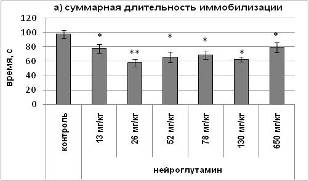 а) суммарная длительность иммобилизации
время, с
120
100
80
60
40
20
0
* ** * * * *
контроль
13 мг/кг
26 мг/кг
52 мг/кг
78 мг/кг
130 мг/кг
650 мг/кг
нейроглутамин